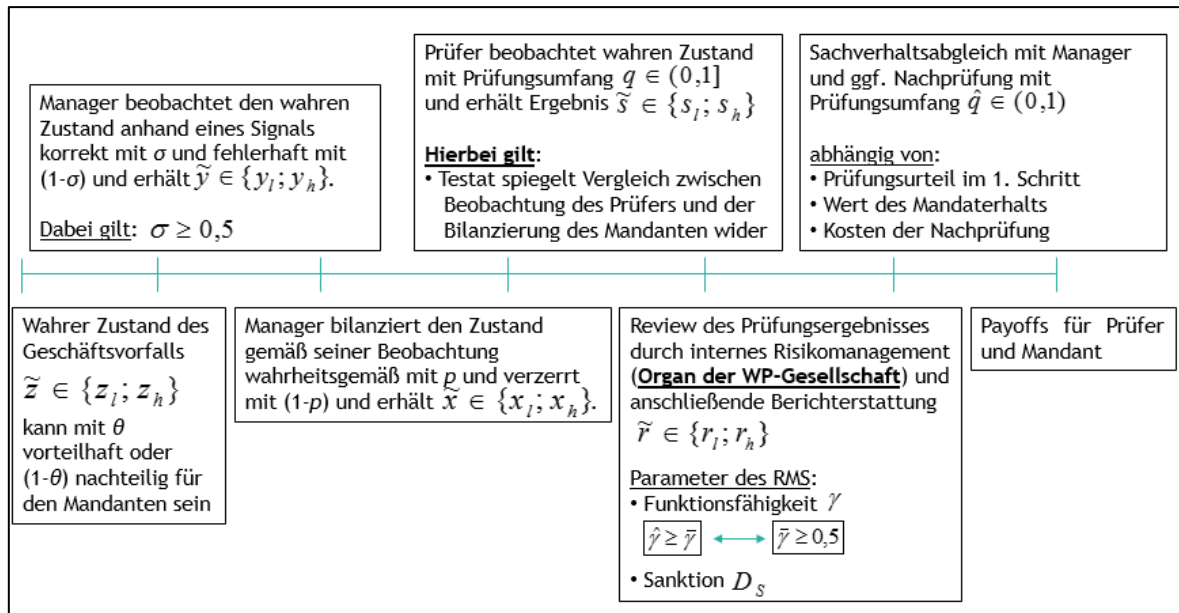 Manager beobachtet den wahren
Zustand anhand eines Signals
korrekt mit σ und fehlerhaft mit
(1-σ) und erhält ỹ ∈ {y_l; y_h}.
Dabei gilt: σ ≥ 0,5
Prüfer beobachtet wahren Zustand
mit Prüfungsumfang q ∈ (0,1]
und erhält Ergebnis s̃ ∈ {s_l; s_h}
Hierbei gilt:
• Testat spiegelt Vergleich zwischen
Beobachtung des Prüfers und der
Bilanzierung des Mandanten wider
Sachverhaltsabgleich mit Manager
und ggf. Nachprüfung mit
Prüfungsumfang q̂ ∈ (0,1)
abhängig von:
• Prüfungsurteil im 1. Schritt
• Wert des Mandaterhalts
• Kosten der Nachprüfung
Wahrer Zustand des
Geschäftsvorfalls
z̃ ∈ {z_l; z_h}
kann mit θ
vorteilhaft oder
(1-θ) nachteilig für
den Mandanten sein
Manager bilanziert den Zustand
gemäß seiner Beobachtung
wahrheitsgemäß mit p und verzerrt
mit (1-p) und erhält x̃ ∈ {x_l; x_h}.
Review des Prüfungsergebnisses
durch internes Risikomanagement
(Organ der WP-Gesellschaft) und
anschließende Berichterstattung
r̃ ∈ {r_l; r_h}
Parameter des RMS:
• Funktionsfähigkeit γ
γ̂ ≥ γ̄ ↔ γ̄ ≥ 0,5
• Sanktion D_S
Payoffs für Prüfer
und Mandant